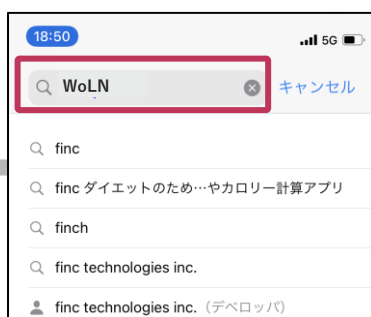 18:50
5G
WoLN
キャンセル
finc
finc ダイエットのため…やカロリー計算アプリ
finch
finc technologies inc.
finc technologies inc.（デベロッパ）